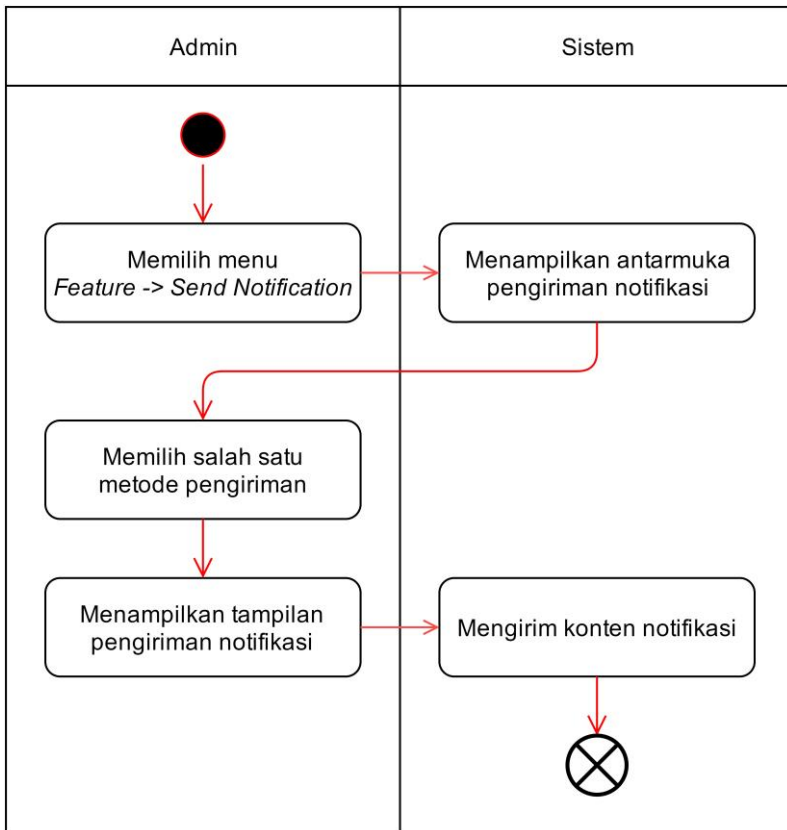 Admin
Sistem
Memilih menu
Feature -> Send Notification
Menampilkan antarmuka
pengiriman notifikasi
Memilih salah satu
metode pengiriman
Menampilkan tampilan
pengiriman notifikasi
Mengirim konten notifikasi